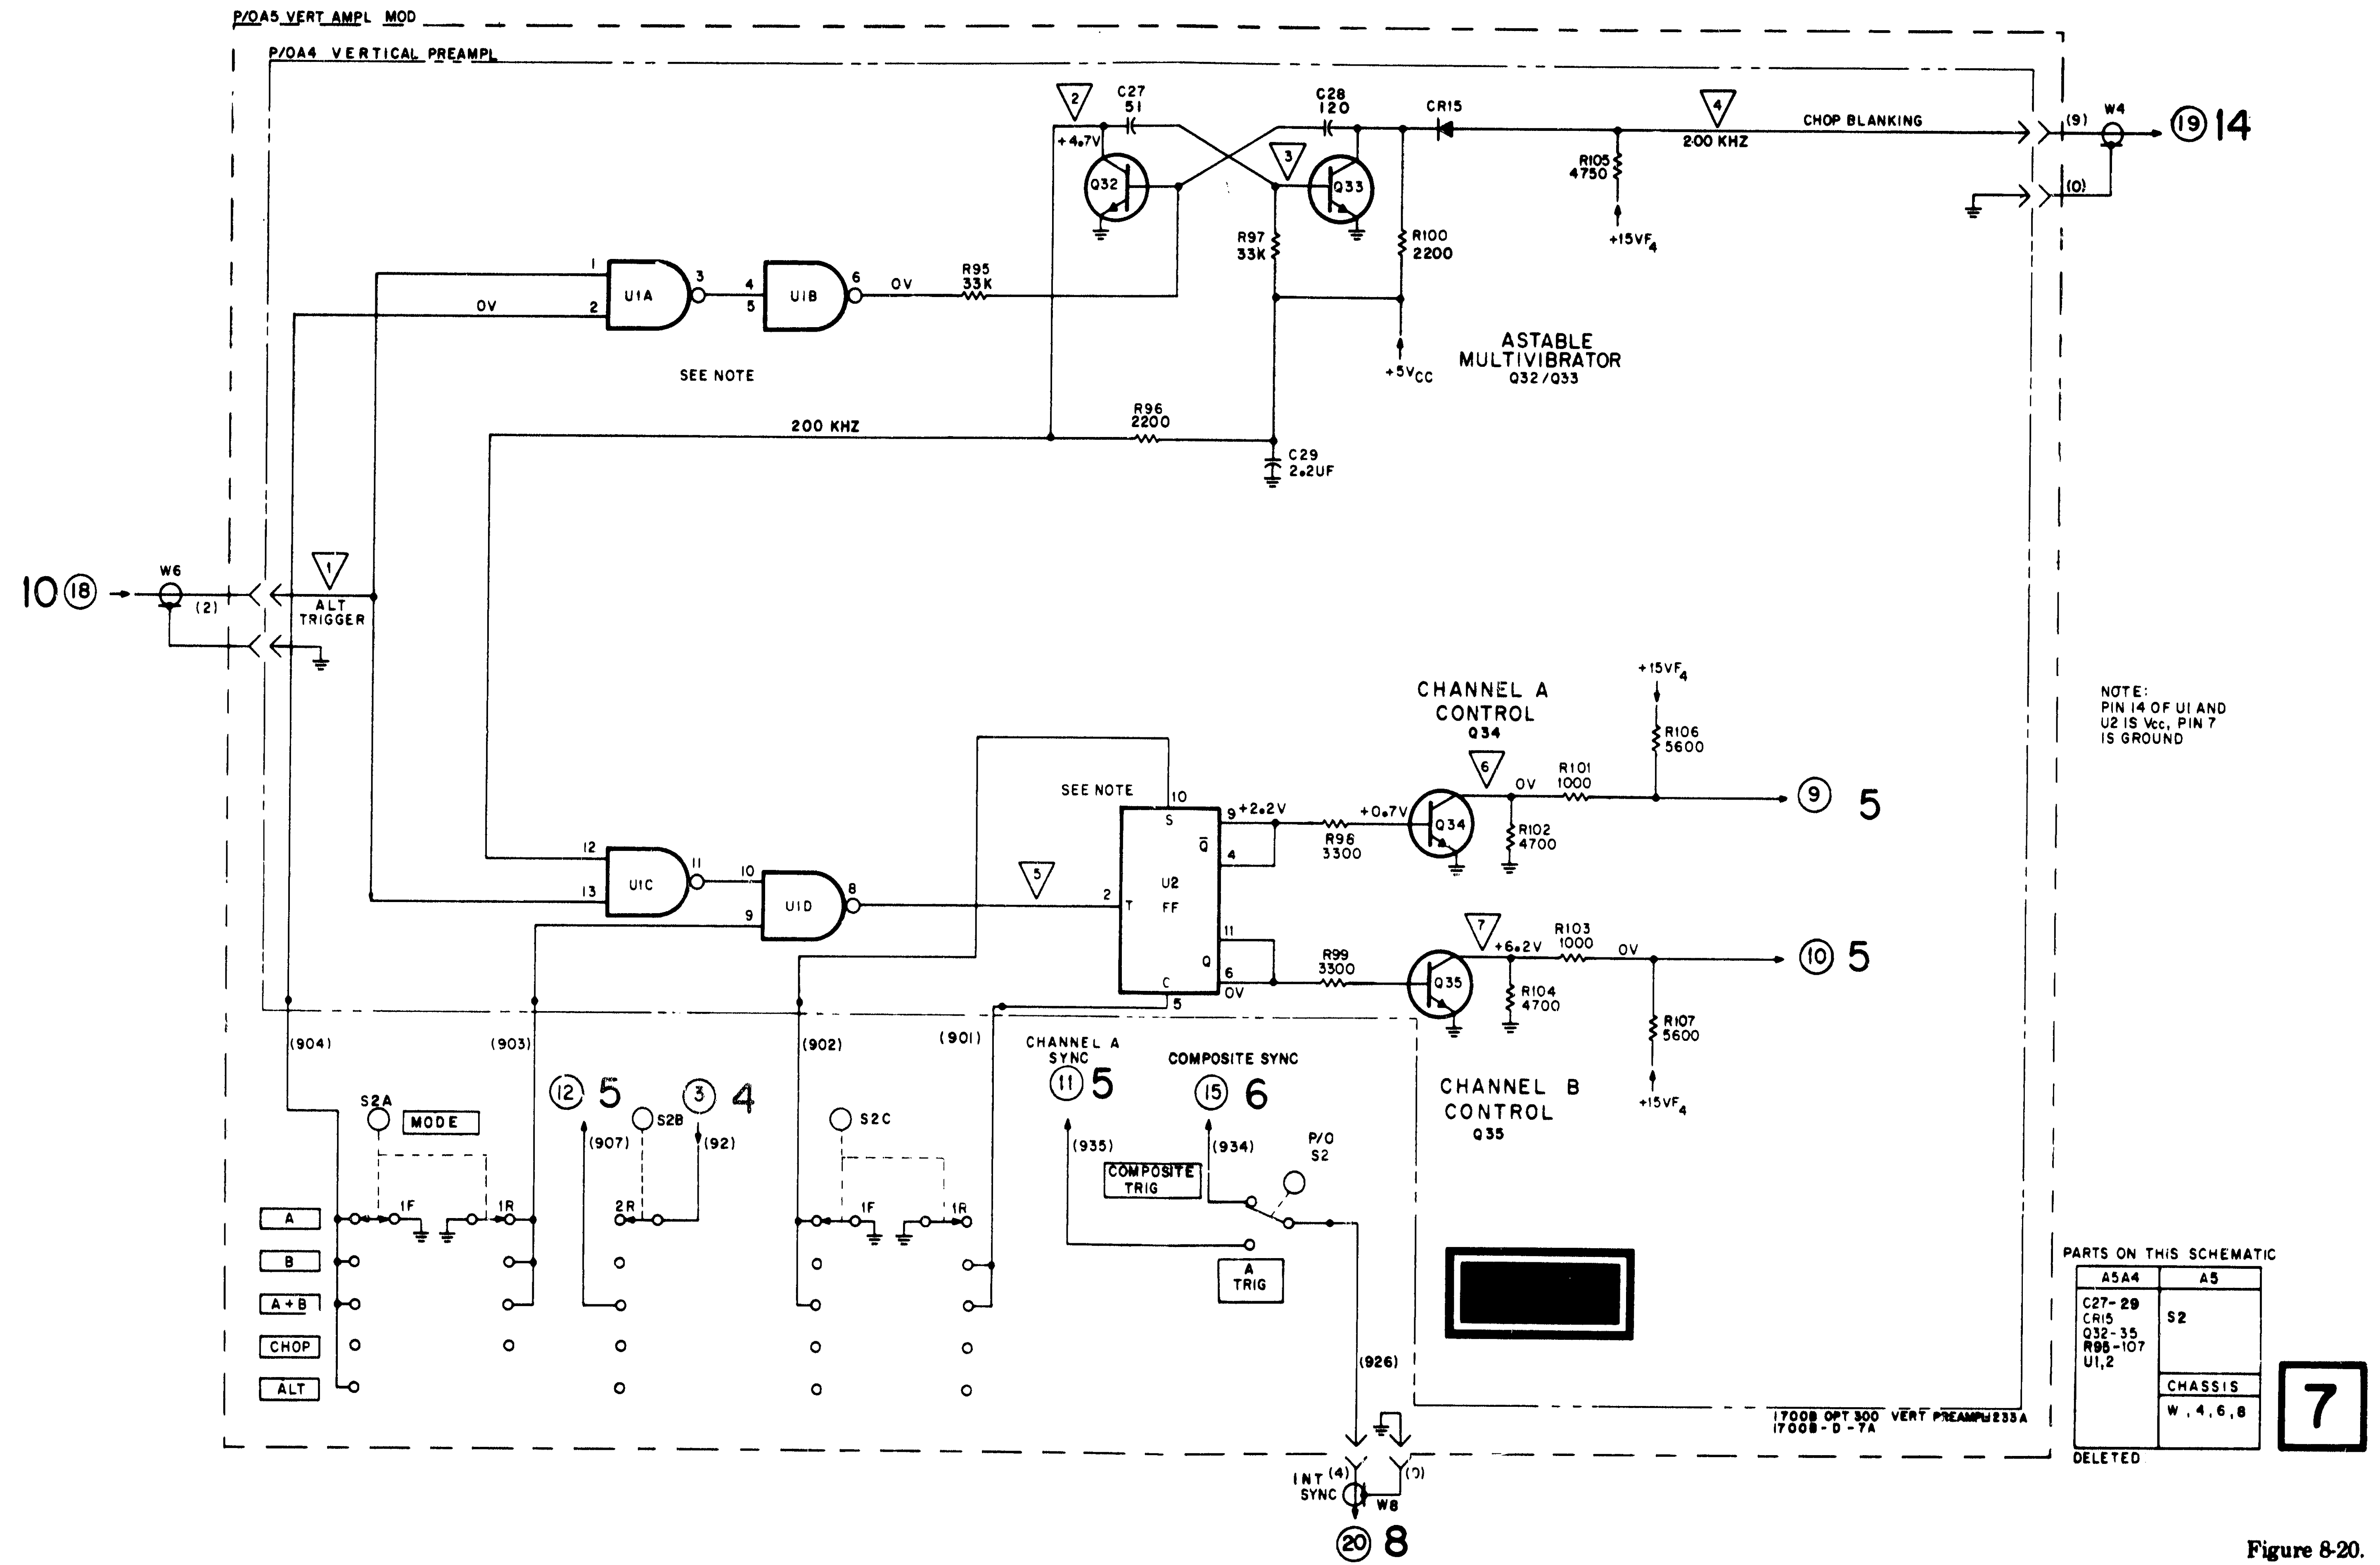 P/OA5 VERT AMPL MOD
P/OA4 VERTICAL PREAMPL
2
C27
51
+4.7V
Q32
C28
120
3
Q33
CR15
4
200 KHZ
CHOP BLANKING
(9)
W4
19 14
(0)
R105
4750
+15VF4
R97
33K
R100
2200
+5VCC
1
2
0V
U1A
3
4
5
U1B
6
0V
R95
33K
SEE NOTE
ASTABLE
MULTIVIBRATOR
Q32/Q33
200 KHZ
R96
2200
C29
2.2UF
10 18
W6
(2)
1
ALT
TRIGGER
CHANNEL A
CONTROL
Q34
+15VF4
R106
5600
NOTE:
PIN 14 OF U1 AND
U2 IS Vcc, PIN 7
IS GROUND
SEE NOTE
10
S
9
+2.2V
Q̅
4
R98
3300
+0.7V
Q34
6
0V
R101
1000
R102
4700
9 5
12
13
U1C
11
10
9
U1D
8
5
2
T
U2
FF
11
Q
6
0V
C
5
R99
3300
Q35
7
+6.2V
R103
1000
0V
R104
4700
10 5
R107
5600
+15VF4
CHANNEL B
CONTROL
Q35
(904)
(903)
(902)
(901)
S2A
MODE
12 5
(907)
S2B
3 4
(92)
S2C
CHANNEL A
SYNC
11 5
(935)
COMPOSITE SYNC
15 6
(934)
P/O
S2
COMPOSITE
TRIG
A
TRIG
A
1F
1R
2R
1F
1R
B
A+B
CHOP
ALT
(926)
INT
SYNC
(4)
(0)
W8
20 8
1700B OPT 300 VERT PREAMPL 1233A
1700B-D-7A
PARTS ON THIS SCHEMATIC
A5A4
A5
C27-29
CR15
Q32-35
R95-107
U1,2
S2
CHASSIS
W , 4, 6, 8
DELETED
7
Figure 8-20.